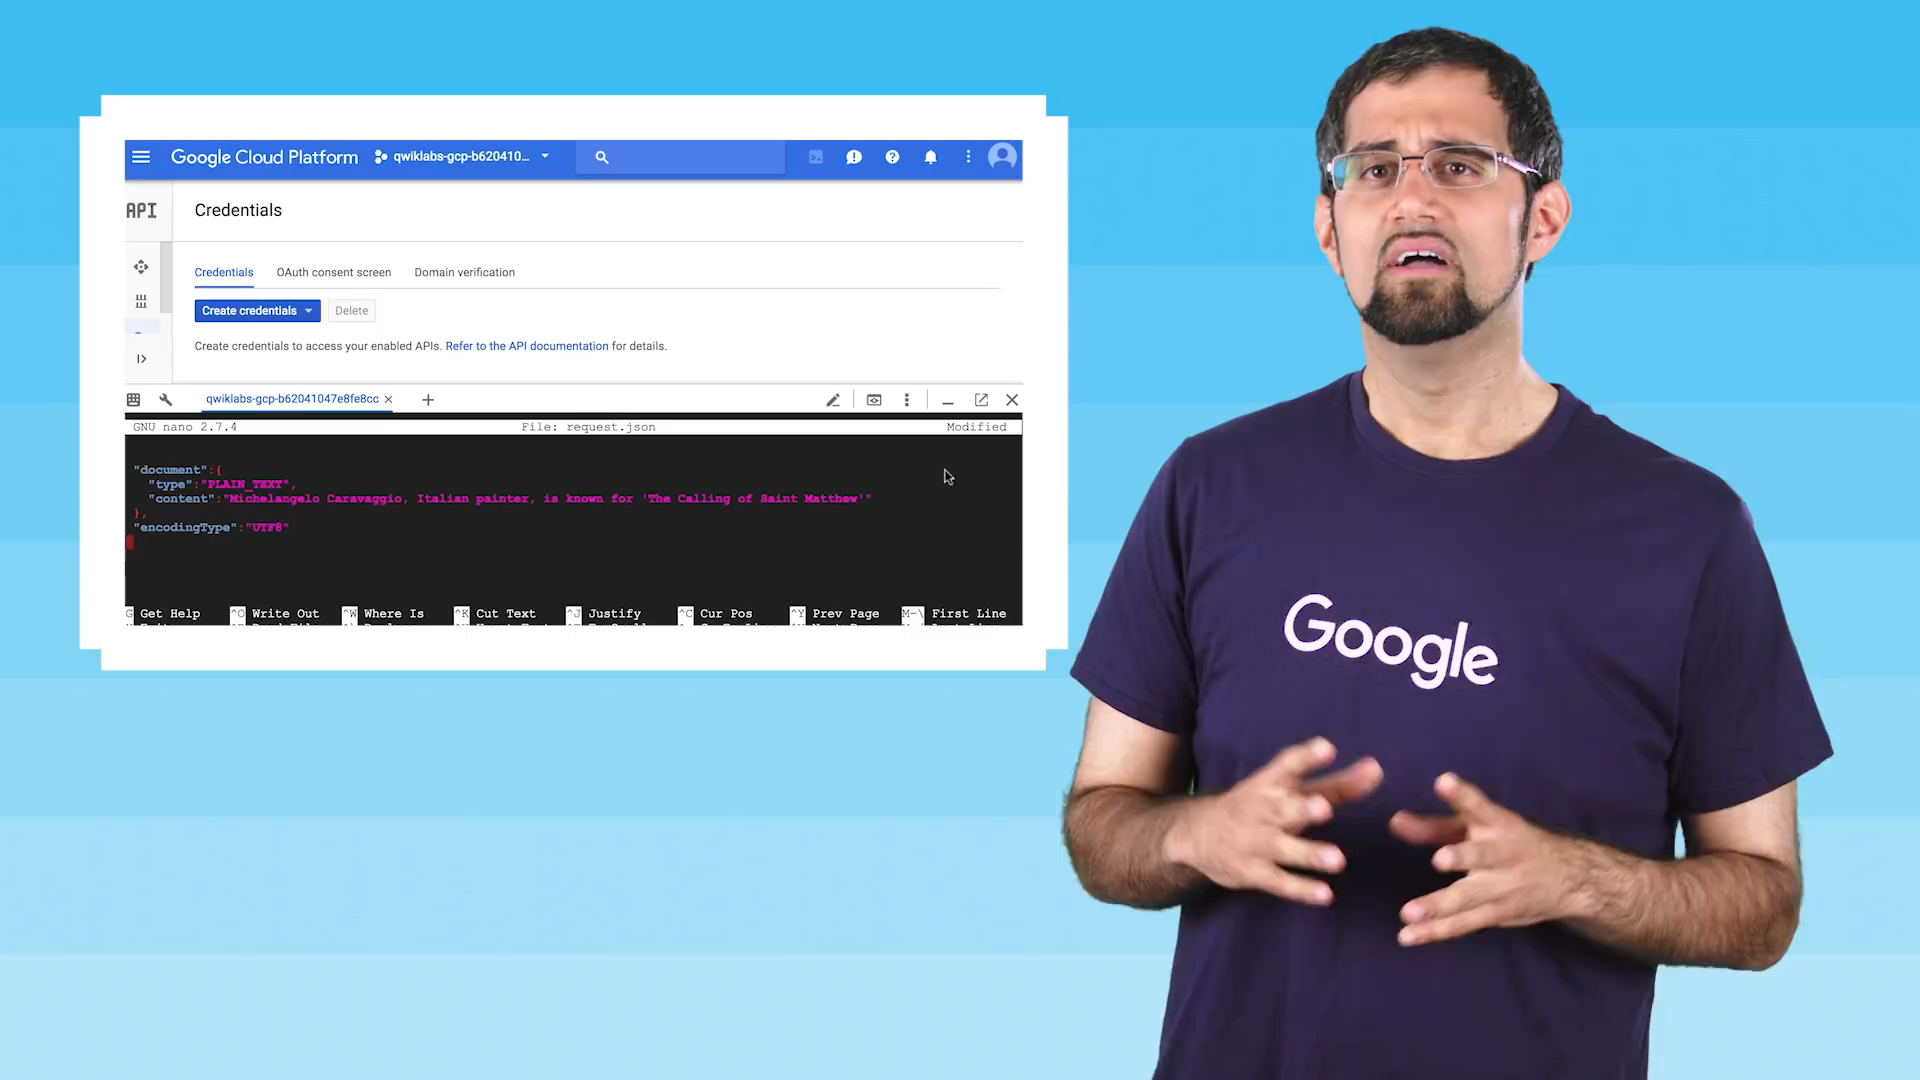 Google Cloud Platform qwiklabs-gcp-b620410...
API Credentials
Credentials OAuth consent screen Domain verification
Create credentials Delete
Create credentials to access your enabled APIs. Refer to the API documentation for details.
qwiklabs-gcp-b62041047e8fe8cc
GNU nano 2.7.4 File: request.json Modified
"document":{
"type":"PLAIN_TEXT",
"content":"Michelangelo Caravaggio, Italian painter, is known for 'The Calling of Saint Matthew'"
},
"encodingType":"UTF8"
G Get Help ^O Write Out ^W Where Is ^K Cut Text ^J Justify ^C Cur Pos ^Y Prev Page M-\ First Line
Google